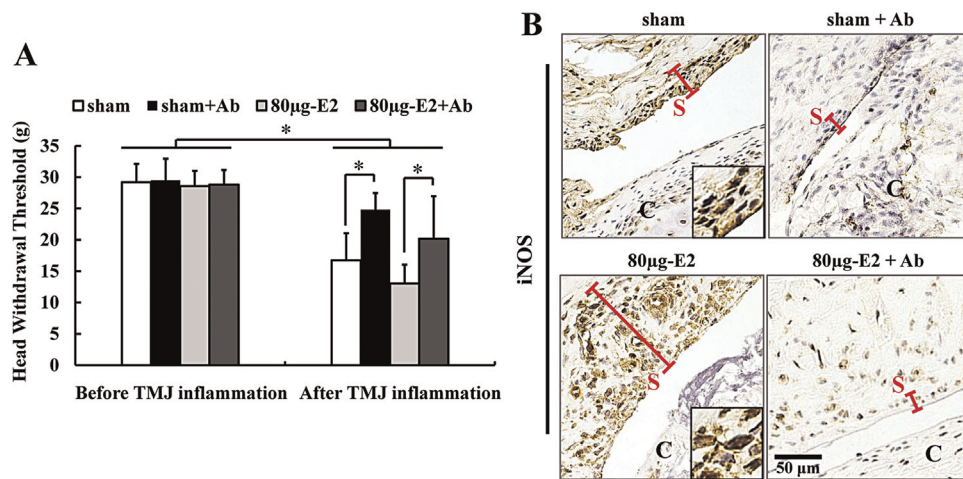 A
sham
sham+Ab
80μg-E2
80μg-E2+Ab
Head Withdrawal Threshold (g)
35
30
25
20
15
10
5
0
*
*
*
Before TMJ inflammation
After TMJ inflammation
B
iNOS
sham
sham + Ab
S
C
S
C
80μg-E2
80μg-E2 + Ab
S
C
S
C
50 μm